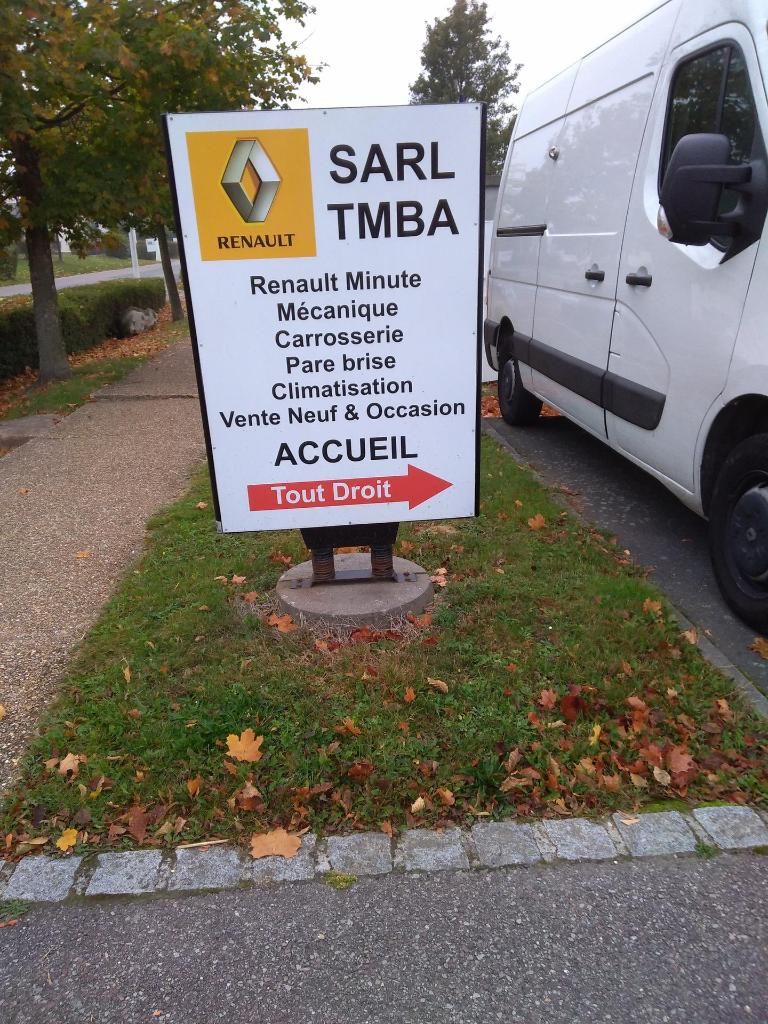 RENAULT
SARL
TMBA
Renault Minute
Mécanique
Carrosserie
Pare brise
Climatisation
Vente Neuf & Occasion
ACCUEIL
Tout Droit